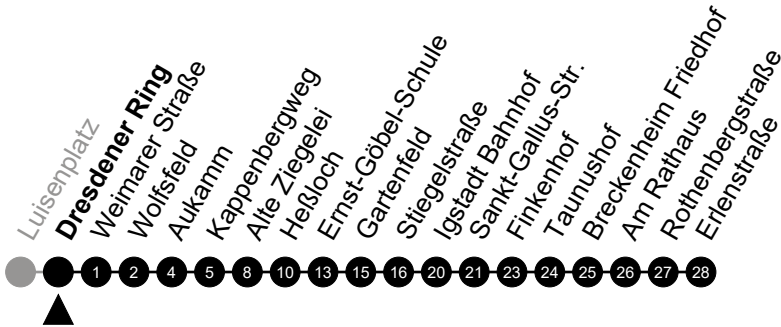 Luisenplatz
Dresdener Ring
Weimarer Straße
Wolfsfeld
Aukamm
Kappenbergweg
Alte Ziegelei
Heßloch
Ernst-Göbel-Schule
Gartenfeld
Stiegelstraße
Igstadt Bahnhof
Sankt-Gallus-Str.
Finkenhof
Taunushof
Breckenheim Friedhof
Am Rathaus
Rothenbergstraße
Erlenstraße
1 2 4 5 8 10 13 15 16 20 21 23 24 25 26 27 28